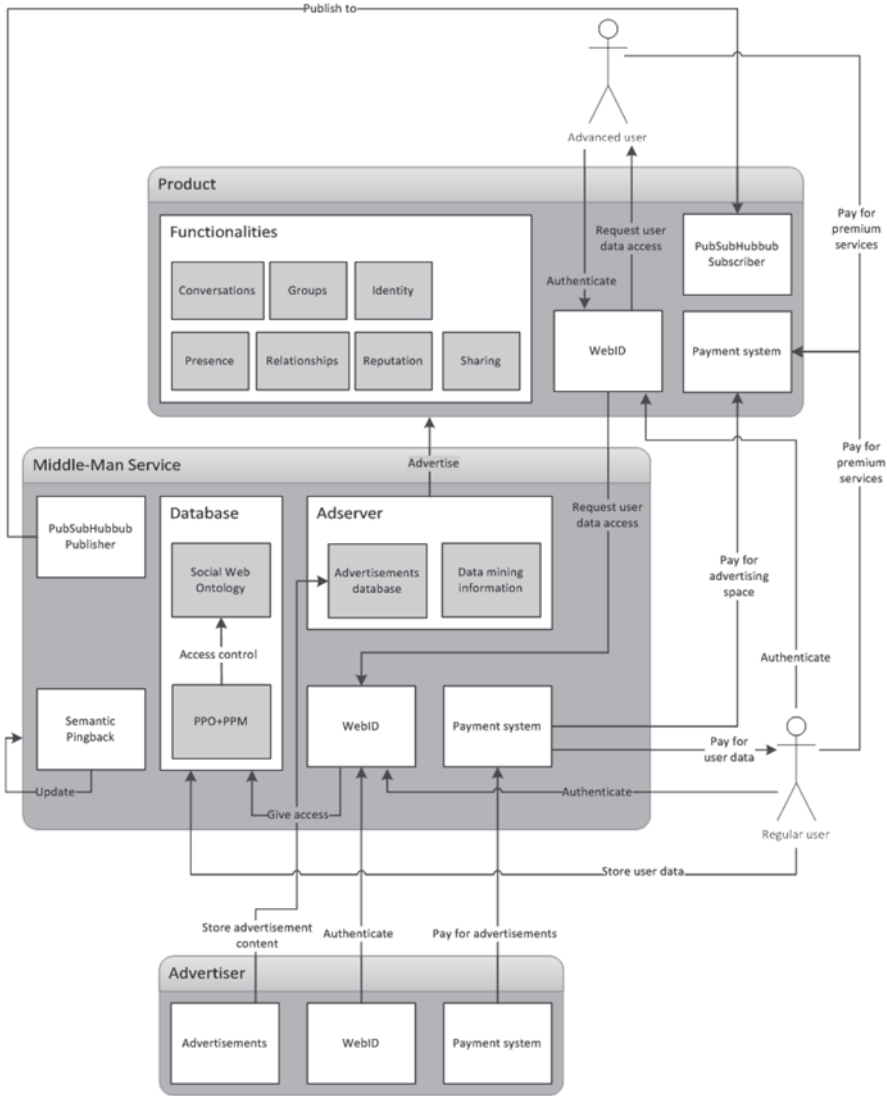 Publish to
Advanced user
Product
Functionalities
Conversations
Groups
Identity
Presence
Relationships
Reputation
Sharing
Request user
data access
Authenticate
WebID
PubSubHubbub
Subscriber
Payment system
Pay for
premium
services
Advertise
Middle-Man Service
PubSubHubbub
Publisher
Database
Social Web
Ontology
Access control
PPO+PPM
Adserver
Advertisements
database
Data mining
information
Request user
data access
Pay for
premium
services
Pay for
advertising
space
Authenticate
Semantic
Pingback
Update
WebID
Payment system
Pay for
user data
Give access
Authenticate
Regular user
Store user data
Store advertisement
content
Authenticate
Pay for advertisements
Advertiser
Advertisements
WebID
Payment system